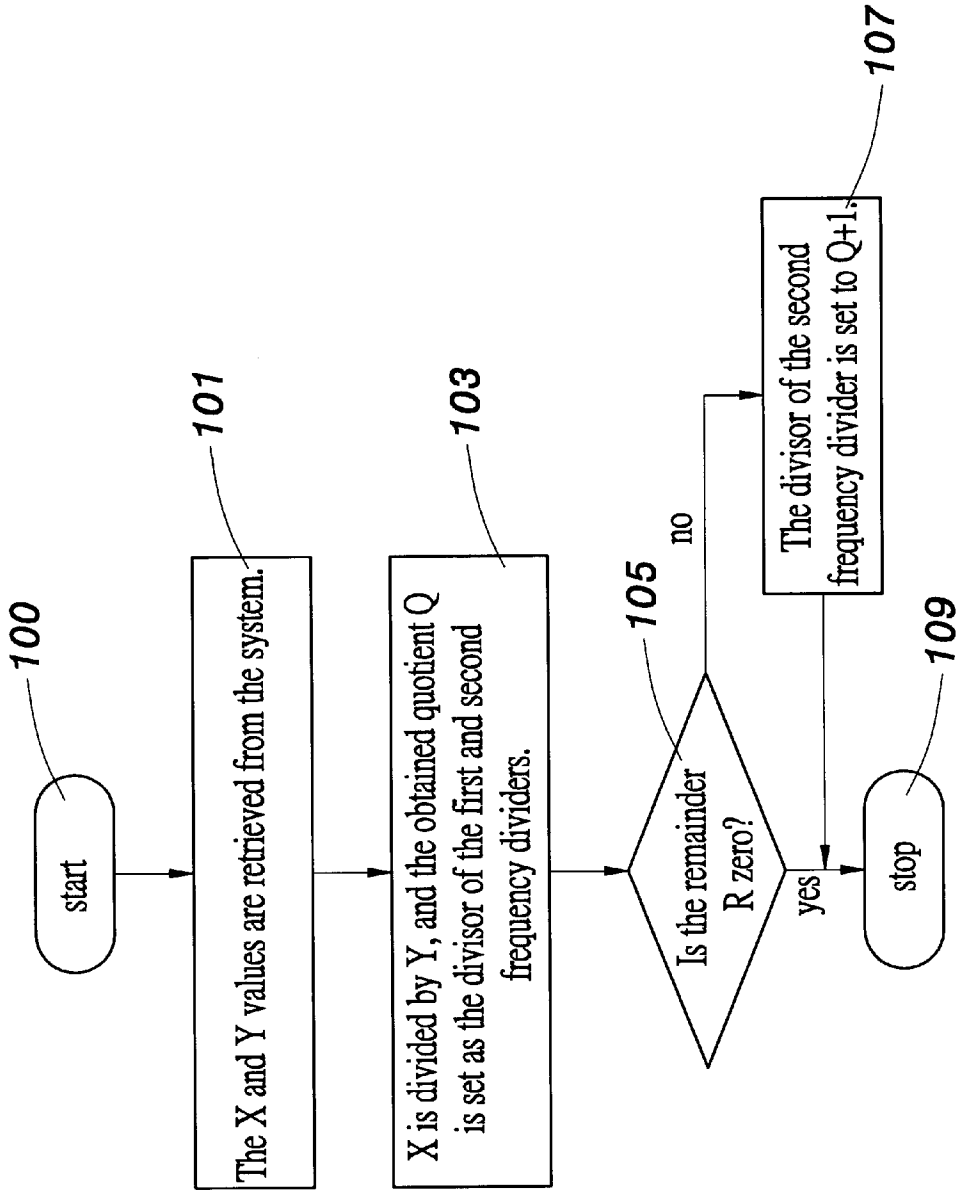 start
100
The X and Y values are retrieved from the system.
101
X is divided by Y, and the obtained quotient Q
is set as the divisor of the first and second
frequency dividers.
103
Is the remainder
R zero?
105
no
The divisor of the second
frequency divider is set to Q+1.
107
yes
stop
109